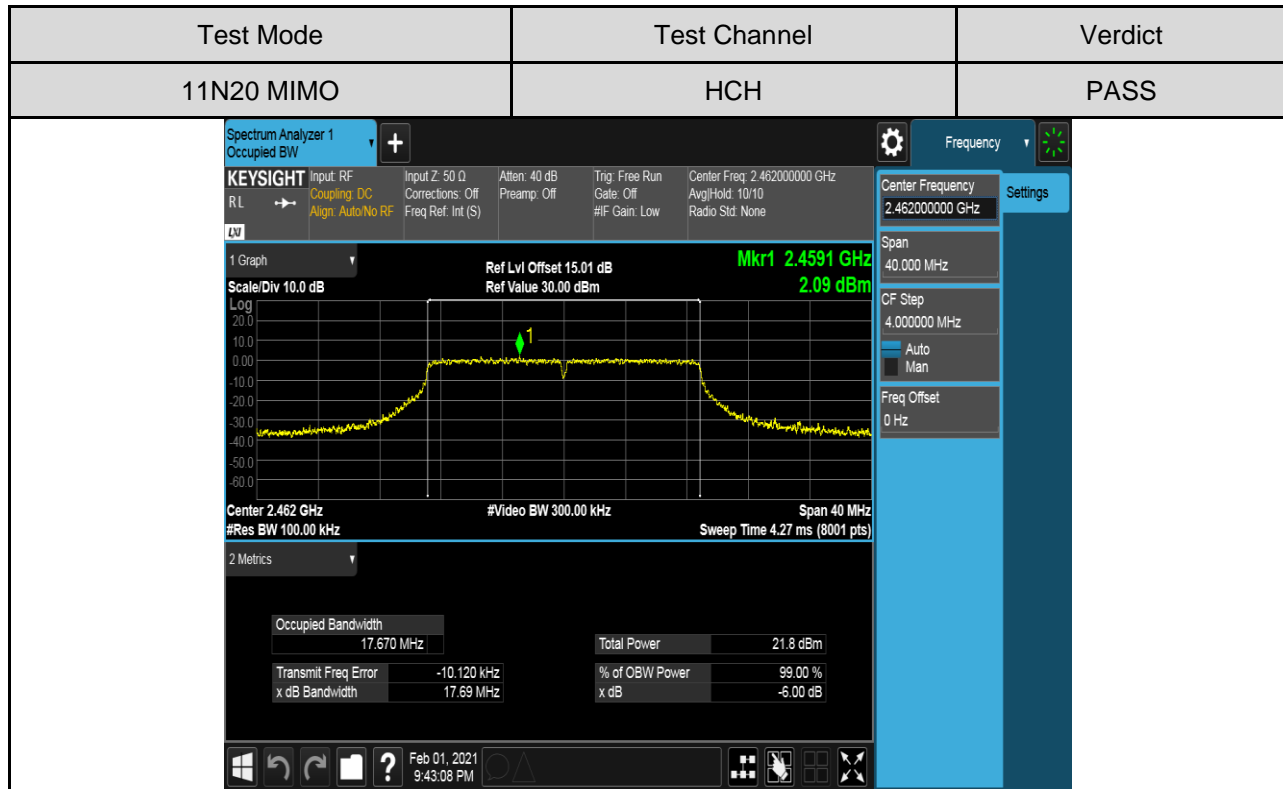 Test Mode Test Channel Verdict
11N20 MIMO HCH PASS
Spectrum Analyzer 1
Occupied BW
+
Frequency
KEYSIGHT Input: RF Input Z: 50 Ω Atten: 40 dB Trig: Free Run Center Freq: 2.462000000 GHz
RL Coupling: DC Corrections: Off Preamp: Off Gate: Off Avg|Hold: 10/10
Align: Auto/No RF Freq Ref: Int (S) #IF Gain: Low Radio Std: None
LXI
Center Frequency
2.462000000 GHz
Settings
Span
40.000 MHz
CF Step
4.000000 MHz
Auto
Man
Freq Offset
0 Hz
1 Graph Ref Lvl Offset 15.01 dB Mkr1 2.4591 GHz
Scale/Div 10.0 dB Ref Value 30.00 dBm 2.09 dBm
Log
20.0
10.0
1
0.00
-10.0
-20.0
-30.0
-40.0
-50.0
-60.0
Center 2.462 GHz #Video BW 300.00 kHz Span 40 MHz
#Res BW 100.00 kHz Sweep Time 4.27 ms (8001 pts)
2 Metrics
Occupied Bandwidth
17.670 MHz Total Power 21.8 dBm
Transmit Freq Error -10.120 kHz % of OBW Power 99.00 %
x dB Bandwidth 17.69 MHz x dB -6.00 dB
? Feb 01, 2021
9:43:08 PM